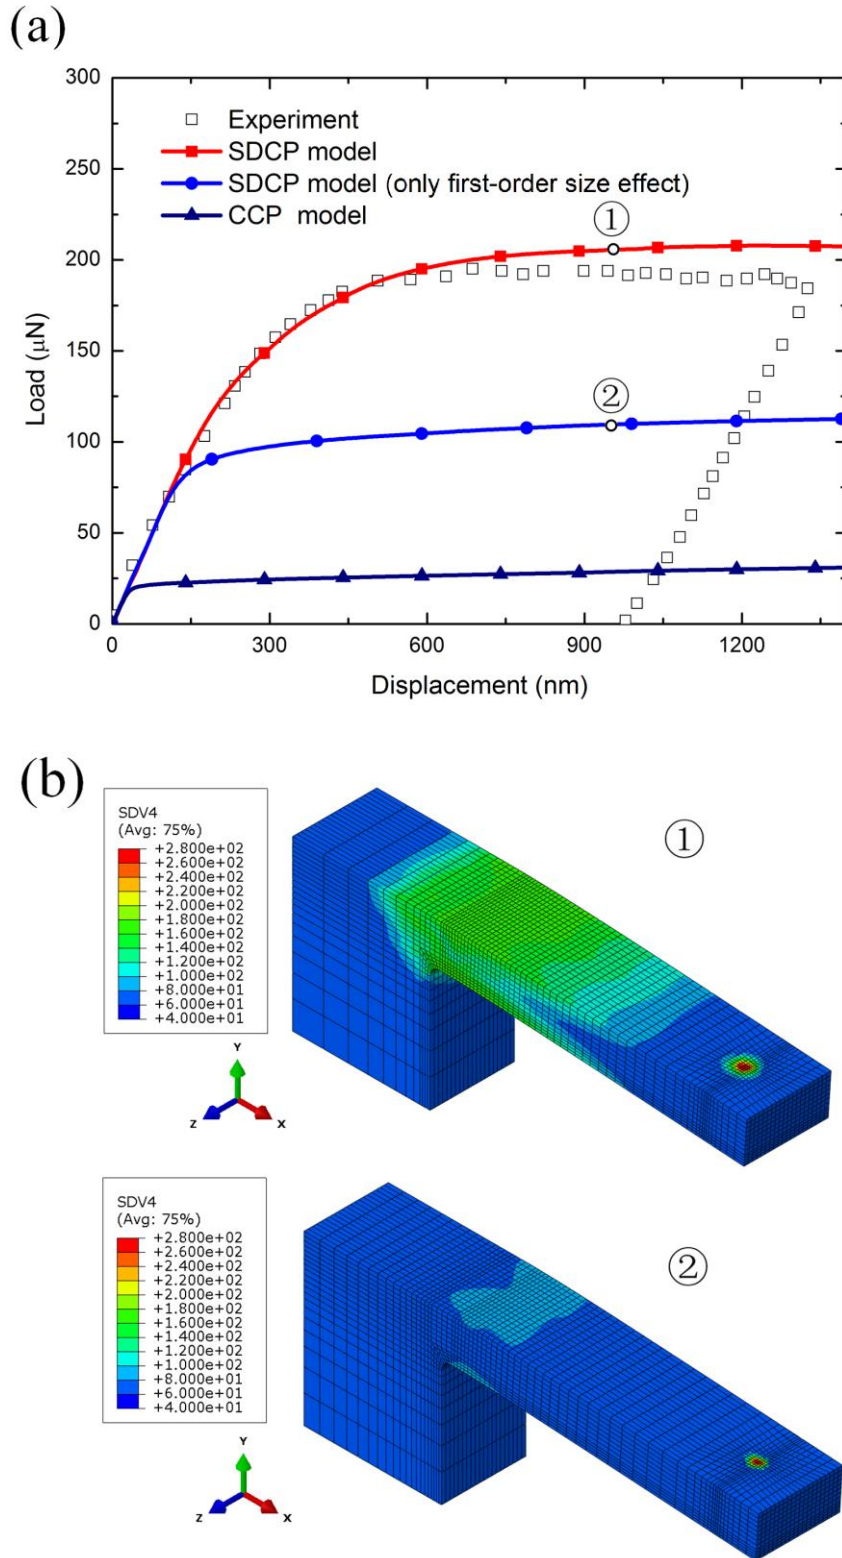 (a)
300
250
200
150
100
50
0
Load (μN)
Experiment
SDCP model
SDCP model (only first-order size effect)
CCP model
①
②
0
300
600
900
1200
Displacement (nm)
(b)
SDV4
(Avg: 75%)
+2.800e+02
+2.600e+02
+2.400e+02
+2.200e+02
+2.000e+02
+1.800e+02
+1.600e+02
+1.400e+02
+1.200e+02
+1.000e+02
+8.000e+01
+6.000e+01
+4.000e+01
Y
Z
X
①
SDV4
(Avg: 75%)
+2.800e+02
+2.600e+02
+2.400e+02
+2.200e+02
+2.000e+02
+1.800e+02
+1.600e+02
+1.400e+02
+1.200e+02
+1.000e+02
+8.000e+01
+6.000e+01
+4.000e+01
Y
Z
X
②